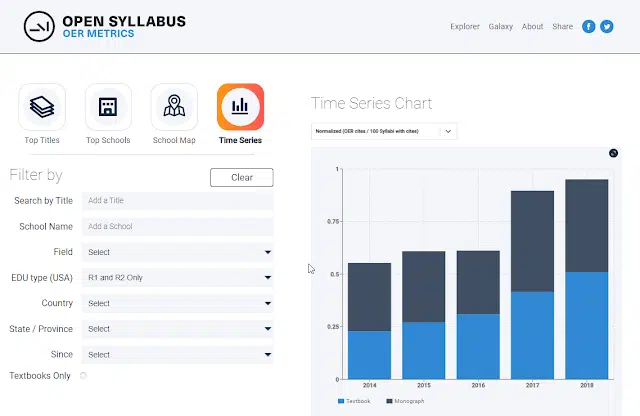 OPEN SYLLABUS
OER METRICS
Explorer Galaxy About Share
Top Titles Top Schools School Map Time Series
Filter by
Clear
Search by Title Add a Title
School Name Add a School
Field Select
EDU type (USA) R1 and R2 Only
Country Select
State / Province Select
Since Select
Textbooks Only
Time Series Chart
Normalized (OER cites / 100 Syllabi with cites)
1
0.75
0.5
0.25
0
2014 2015 2016 2017 2018
Textbook Monograph